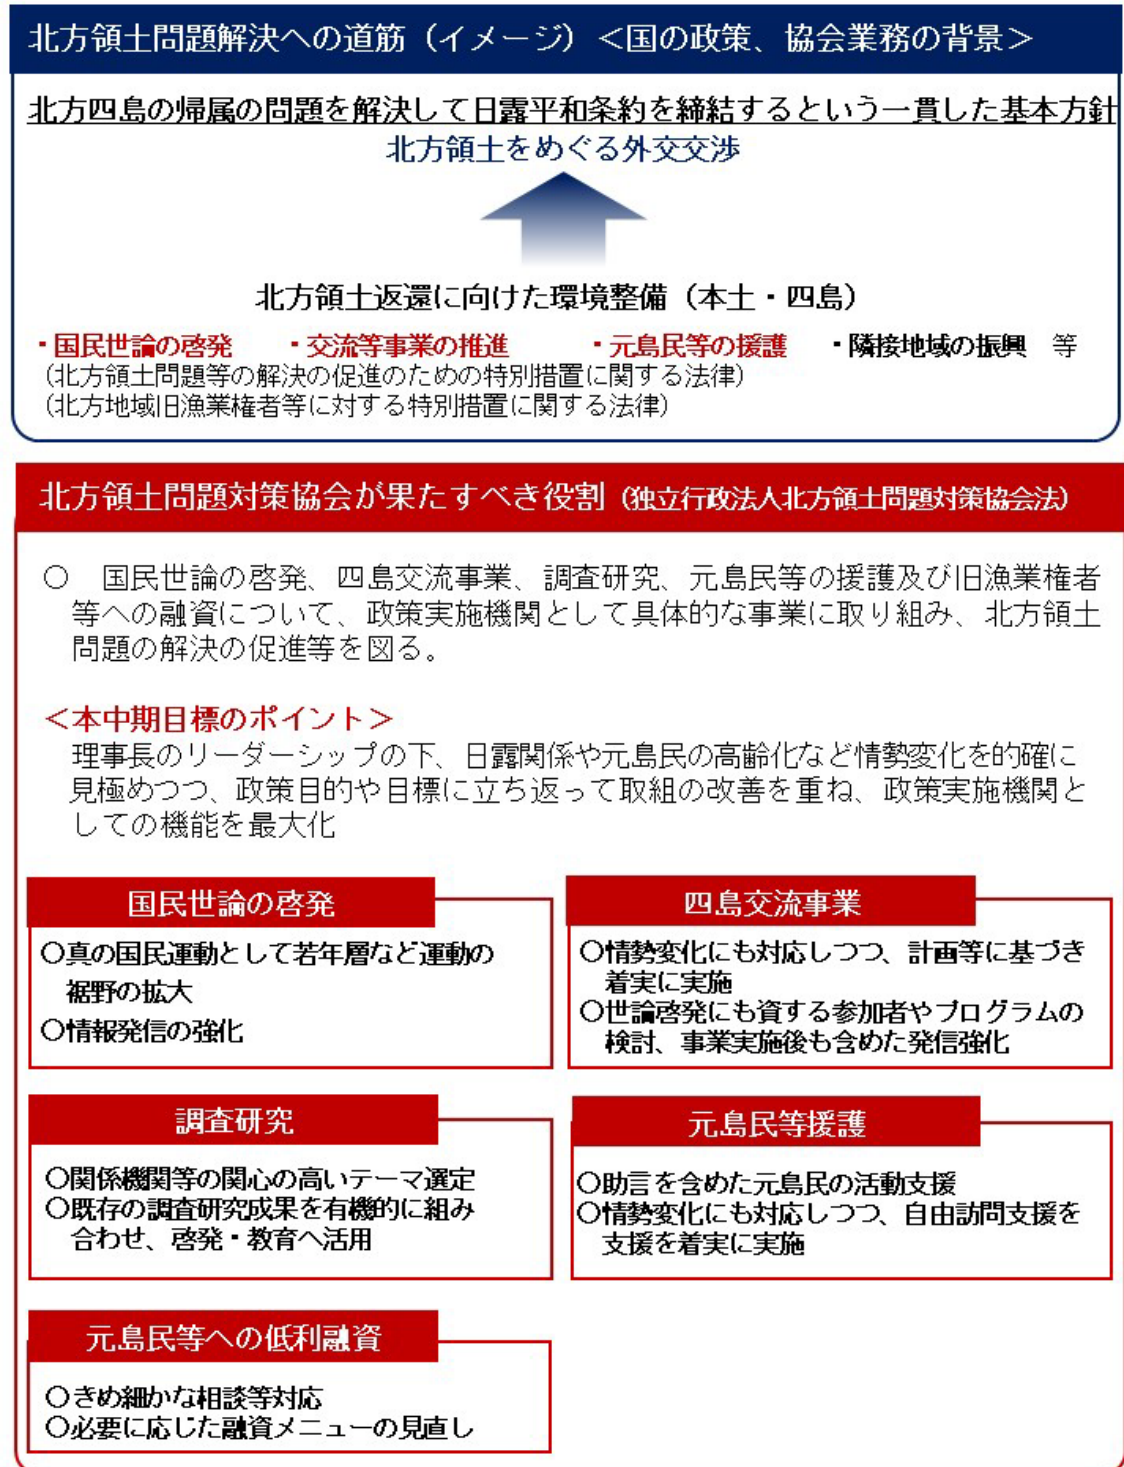 北方領土問題解決への道筋（イメージ）＜国の政策、協会業務の背景＞
北方四島の帰属の問題を解決して日露平和条約を締結するという一貫した基本方針
北方領土をめぐる外交交渉
北方領土返還に向けた環境整備（本土・四島）
・国民世論の啓発　・交流等事業の推進　・元島民等の援護　・隣接地域の振興　等
（北方領土問題等の解決の促進のための特別措置に関する法律）
（北方地域旧漁業権者等に対する特別措置に関する法律）
北方領土問題対策協会が果たすべき役割（独立行政法人北方領土問題対策協会法）
○　国民世論の啓発、四島交流事業、調査研究、元島民等の援護及び旧漁業権者
等への融資について、政策実施機関として具体的な事業に取り組み、北方領土
問題の解決の促進等を図る。
＜本中期目標のポイント＞
理事長のリーダーシップの下、日露関係や元島民の高齢化など情勢変化を的確に
見極めつつ、政策目的や目標に立ち返って取組の改善を重ね、政策実施機関と
しての機能を最大化
国民世論の啓発
○真の国民運動として若年層など運動の
裾野の拡大
○情報発信の強化
四島交流事業
○情勢変化にも対応しつつ、計画等に基づき
着実に実施
○世論啓発にも資する参加者やプログラムの
検討、事業実施後も含めた発信強化
調査研究
○関係機関等の関心の高いテーマ選定
○既存の調査研究成果を有機的に組み
合わせ、啓発・教育へ活用
元島民等援護
○助言を含めた元島民の活動支援
○情勢変化にも対応しつつ、自由訪問支援を
支援を着実に実施
元島民等への低利融資
○きめ細かな相談等対応
○必要に応じた融資メニューの見直し